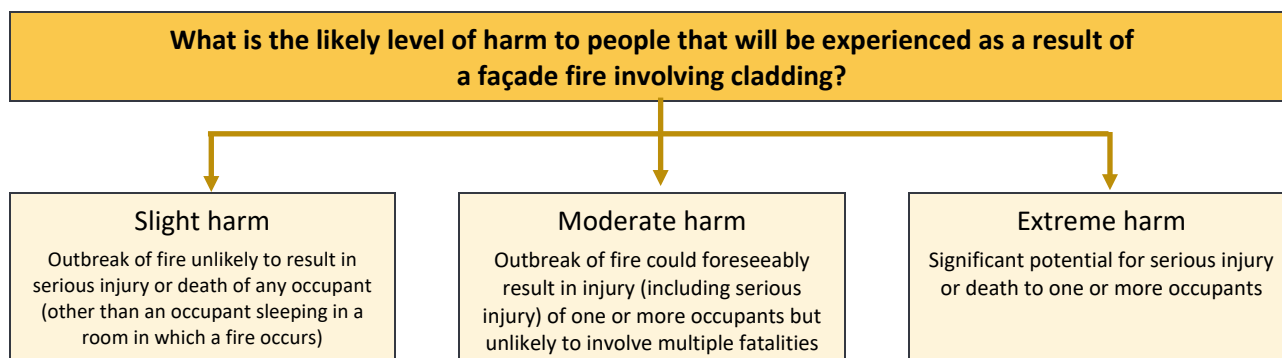 What is the likely level of harm to people that will be experienced as a result of
a façade fire involving cladding?
Slight harm
Outbreak of fire unlikely to result in
serious injury or death of any occupant
(other than an occupant sleeping in a
room in which a fire occurs)
Moderate harm
Outbreak of fire could foreseeably
result in injury (including serious
injury) of one or more occupants but
unlikely to involve multiple fatalities
Extreme harm
Significant potential for serious injury
or death to one or more occupants